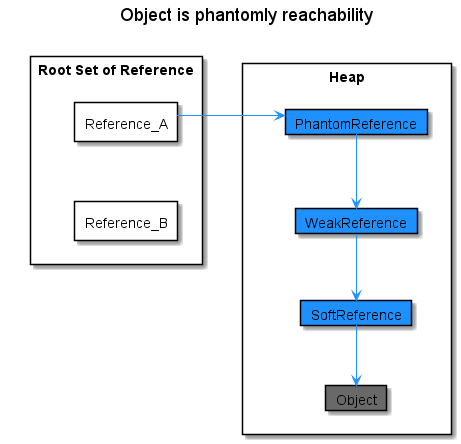 Object is phantomly reachability
Root Set of Reference
Reference_A
Reference_B
Heap
PhantomReference
WeakReference
SoftReference
Object